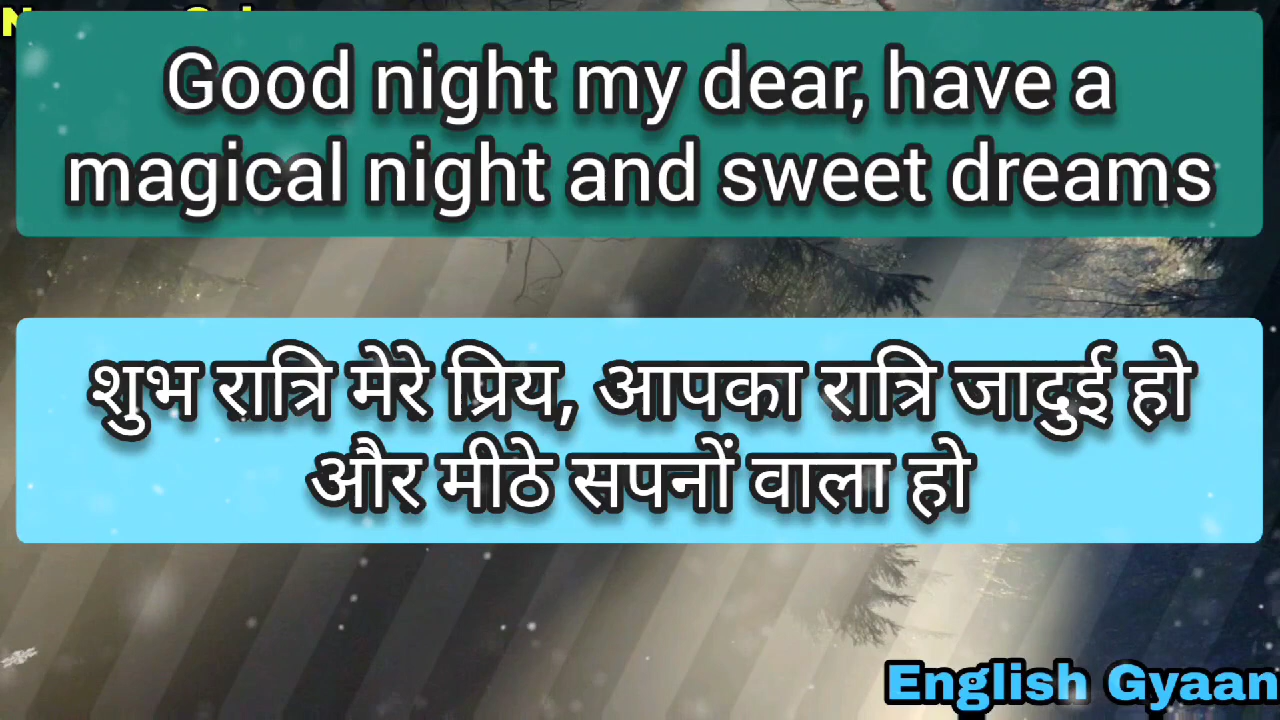 Good night my dear, have a
magical night and sweet dreams
शुभ रात्रि मेरे प्रिय, आपका रात्रि जादुई हो
और मीठे सपनों वाला हो
English Gyaan